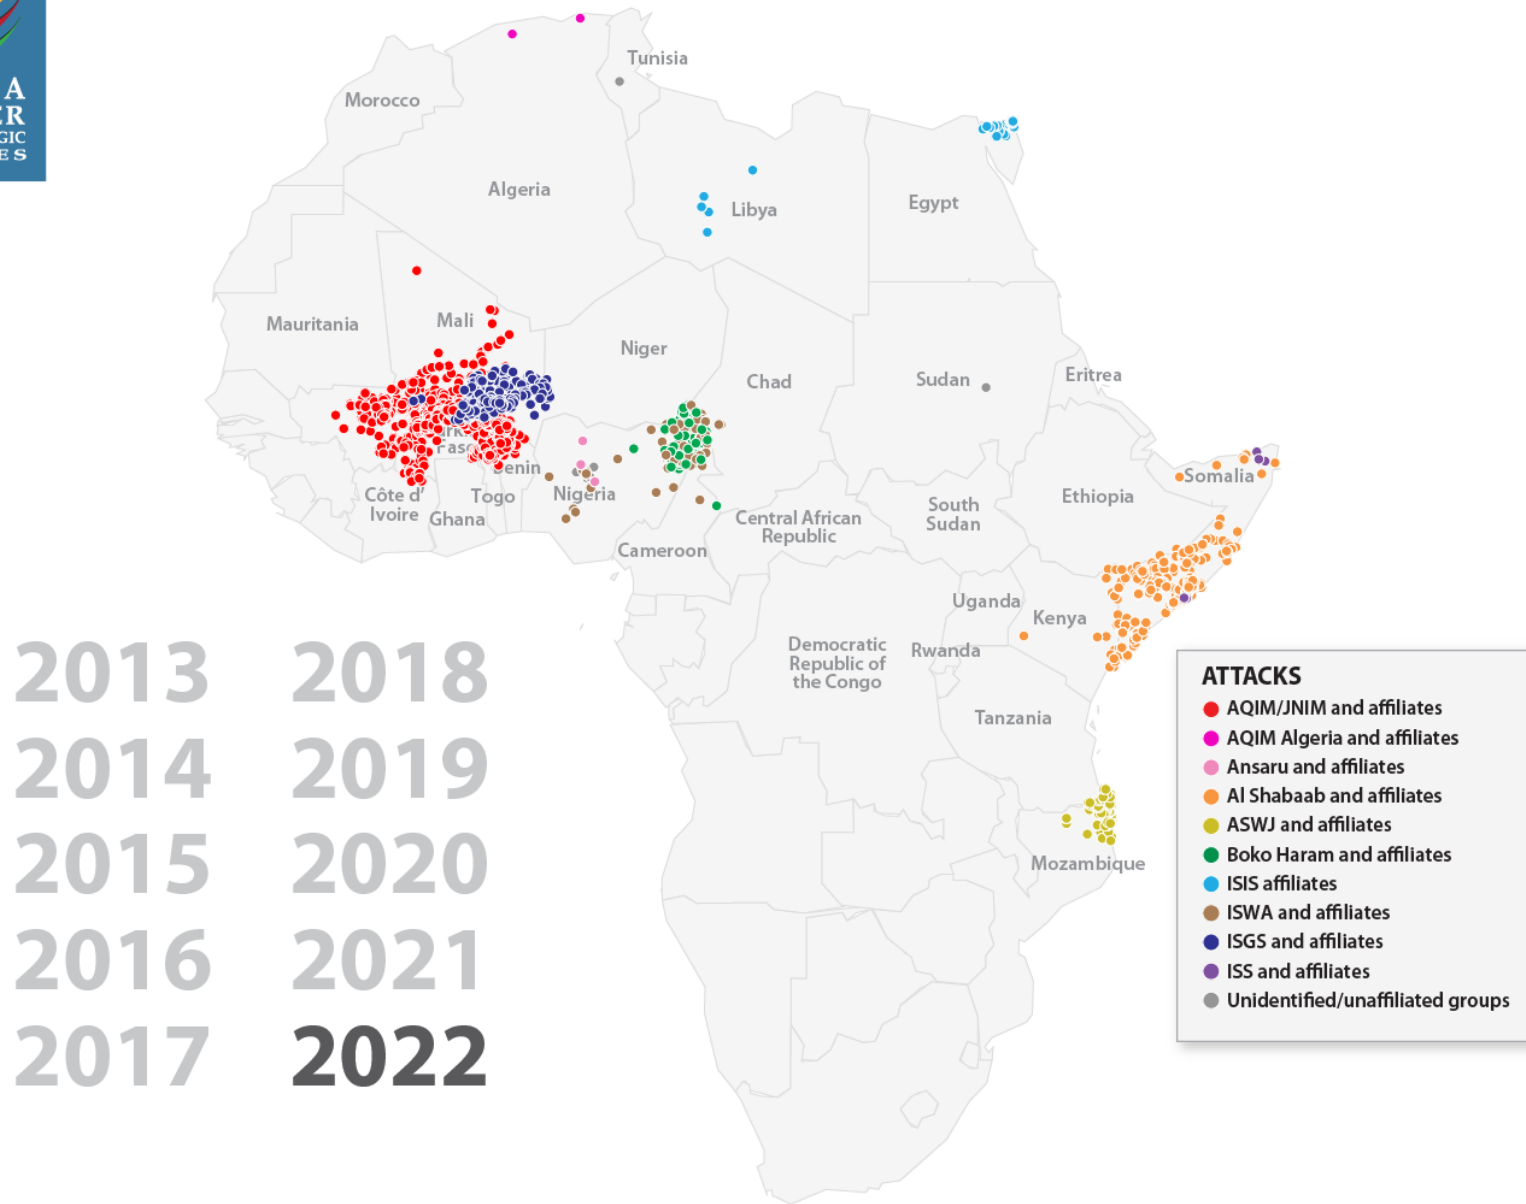 A
ER
GIC
ES
Tunisia
Morocco
Algeria
Libya
Egypt
Mauritania
Mali
Niger
Chad
Sudan
Eritrea
Faso
Benin
Nigeria
Togo
Côte d'
Ivoire
Ghana
Cameroon
Central African
Republic
South
Sudan
Ethiopia
Somalia
Uganda
Kenya
Rwanda
Democratic
Republic of
the Congo
Tanzania
Mozambique
2013 2018
2014 2019
2015 2020
2016 2021
2017 2022
ATTACKS
AQIM/JNIM and affiliates
AQIM Algeria and affiliates
Ansaru and affiliates
Al Shabaab and affiliates
ASWJ and affiliates
Boko Haram and affiliates
ISIS affiliates
ISWA and affiliates
ISGS and affiliates
ISS and affiliates
Unidentified/unaffiliated groups